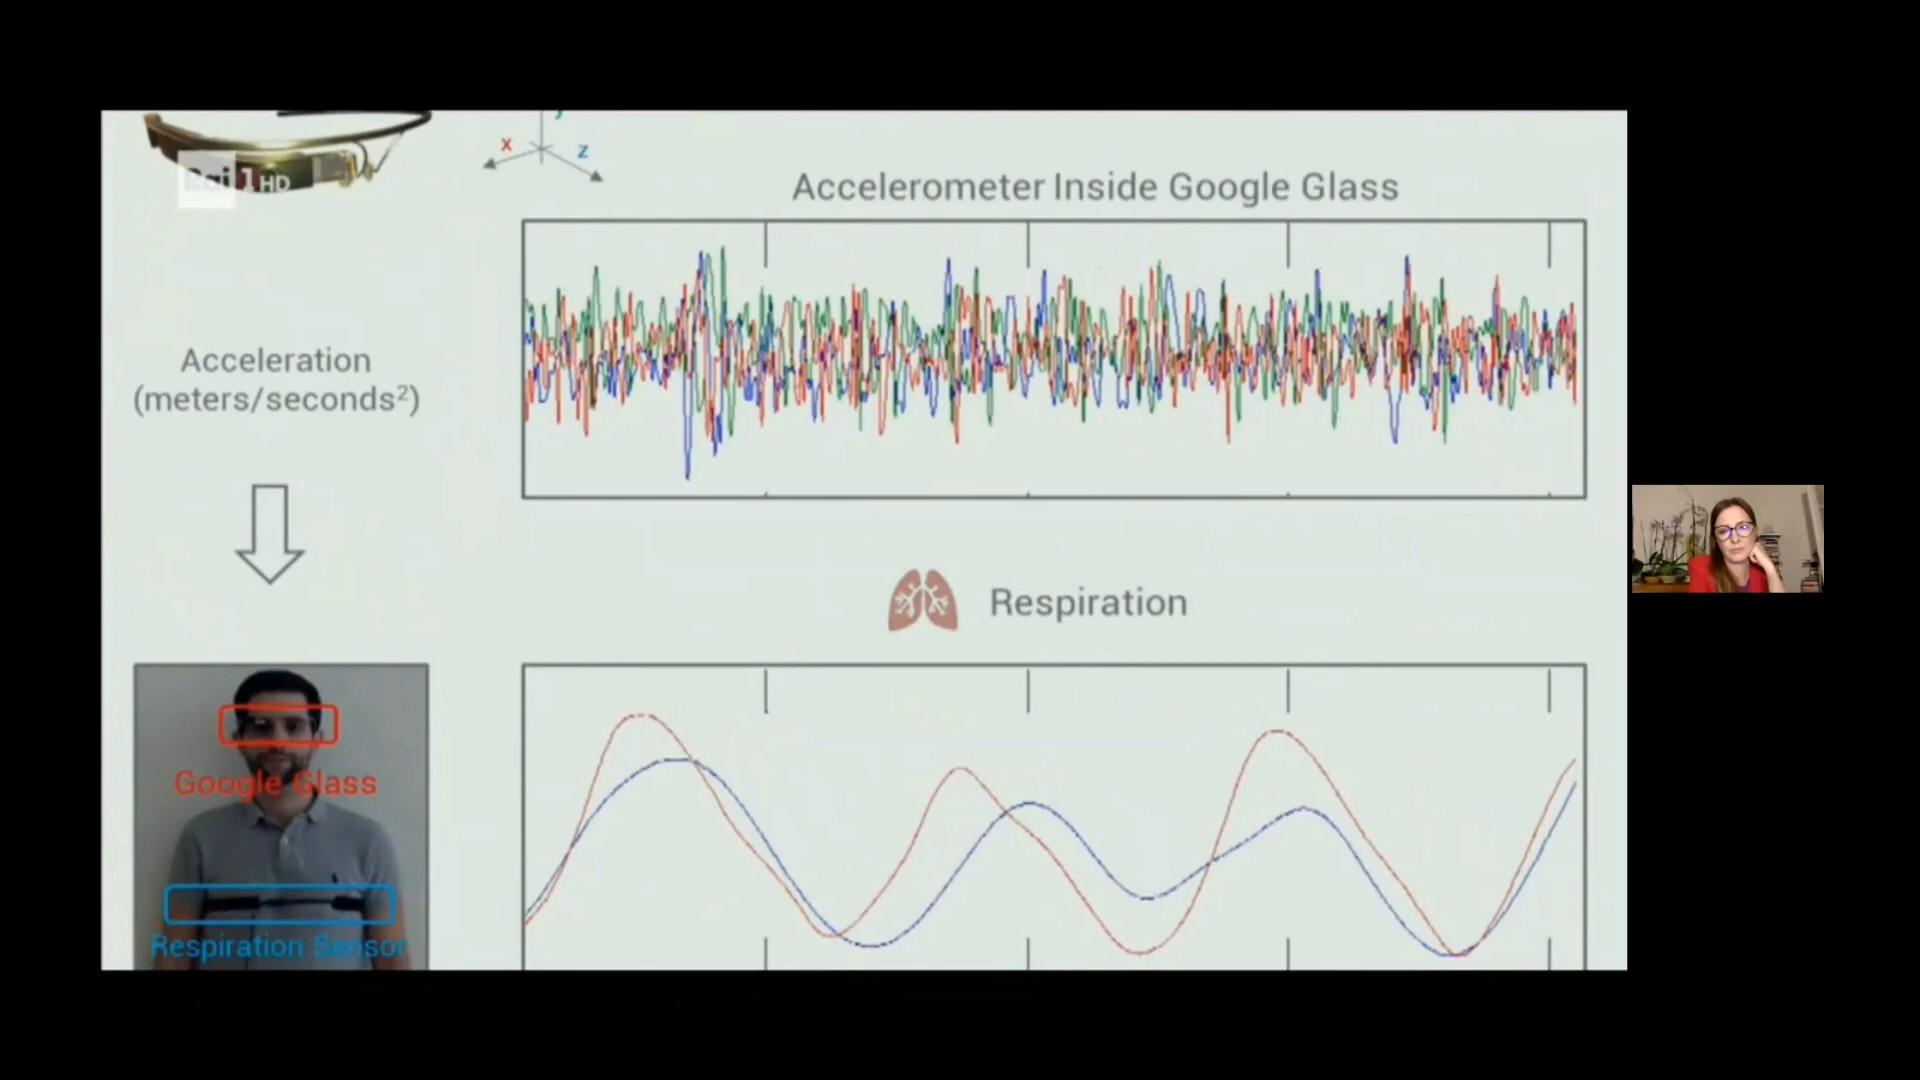 y
x
z
Rai 1 HD
Accelerometer Inside Google Glass
Acceleration
(meters/seconds²)
Respiration
Google Glass
Respiration Sensor